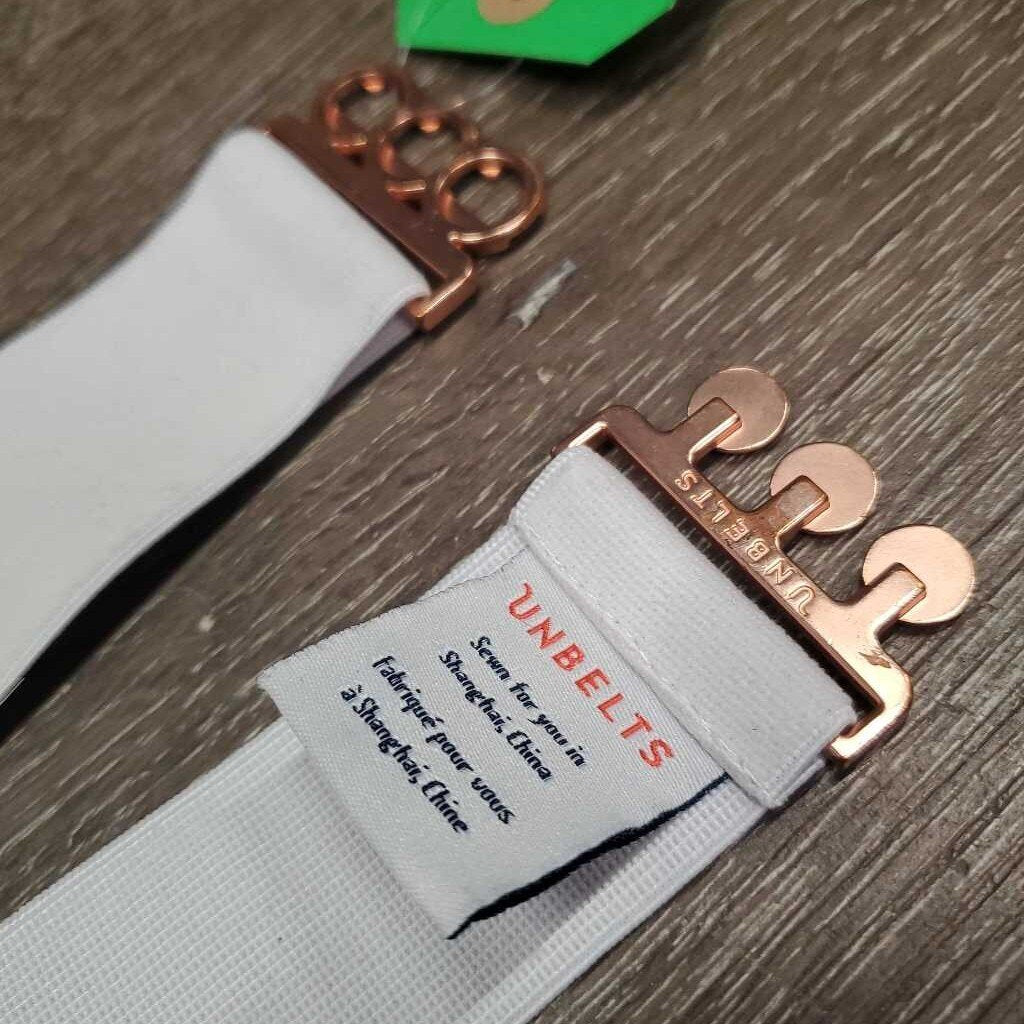 UNBELTS
UNBELTS
Sewn for you in
Shanghai, China
Fabriqué pour vous
à Shanghai, Chine